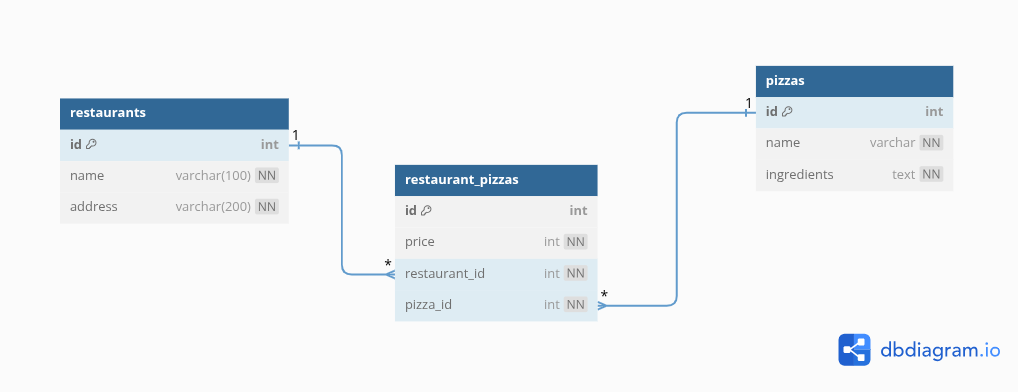 restaurants
id int
name varchar(100) NN
address varchar(200) NN
1
*
restaurant_pizzas
id int
price int NN
restaurant_id int NN
pizza_id int NN
*
1
pizzas
id int
name varchar NN
ingredients text NN
dbdiagram.io